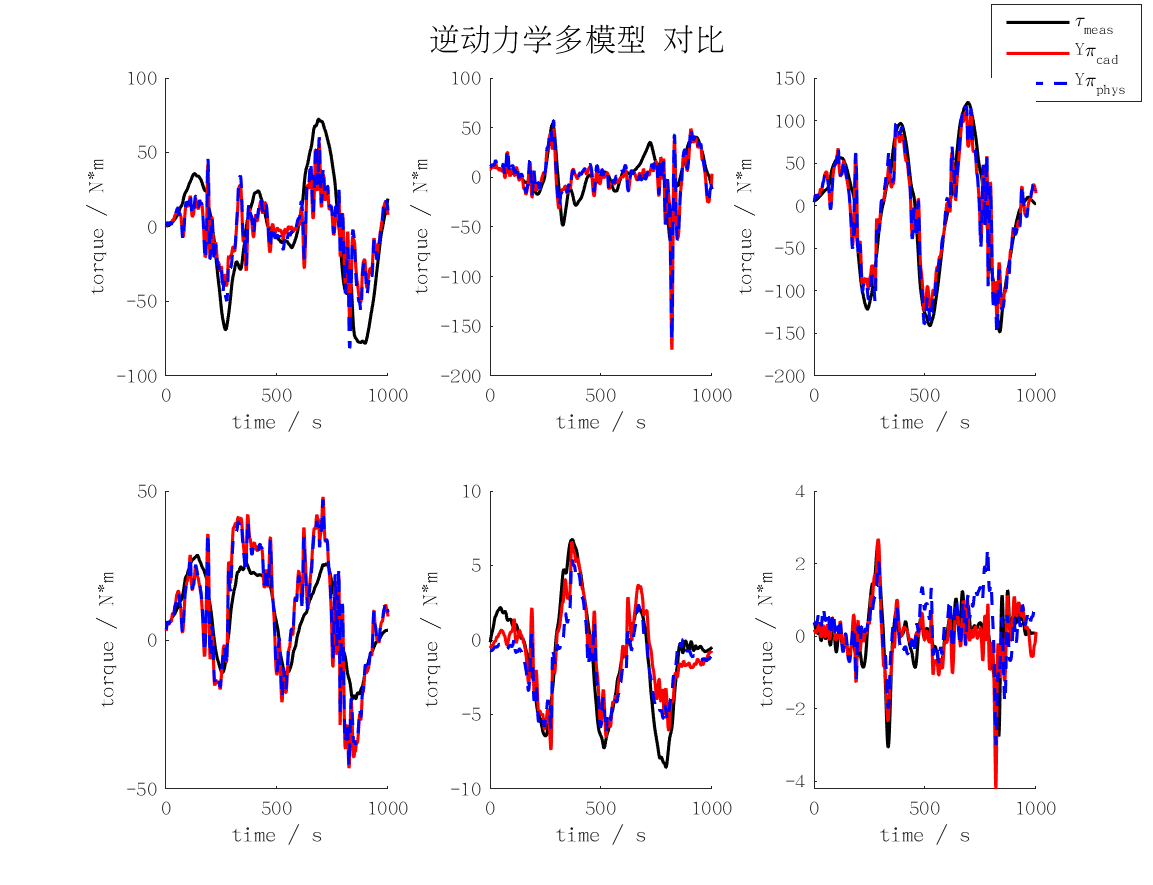 逆动力学多模型 对比
τmeas
Yπcad
Yπphys
100
50
0
-50
-100
torque / N*m
0 500 1000
time / s
100
50
0
-50
-100
-150
-200
torque / N*m
0 500 1000
time / s
150
100
50
0
-50
-100
-150
-200
torque / N*m
0 500 1000
time / s
50
0
-50
torque / N*m
0 500 1000
time / s
10
5
0
-5
-10
torque / N*m
0 500 1000
time / s
4
2
0
-2
-4
torque / N*m
0 500 1000
time / s